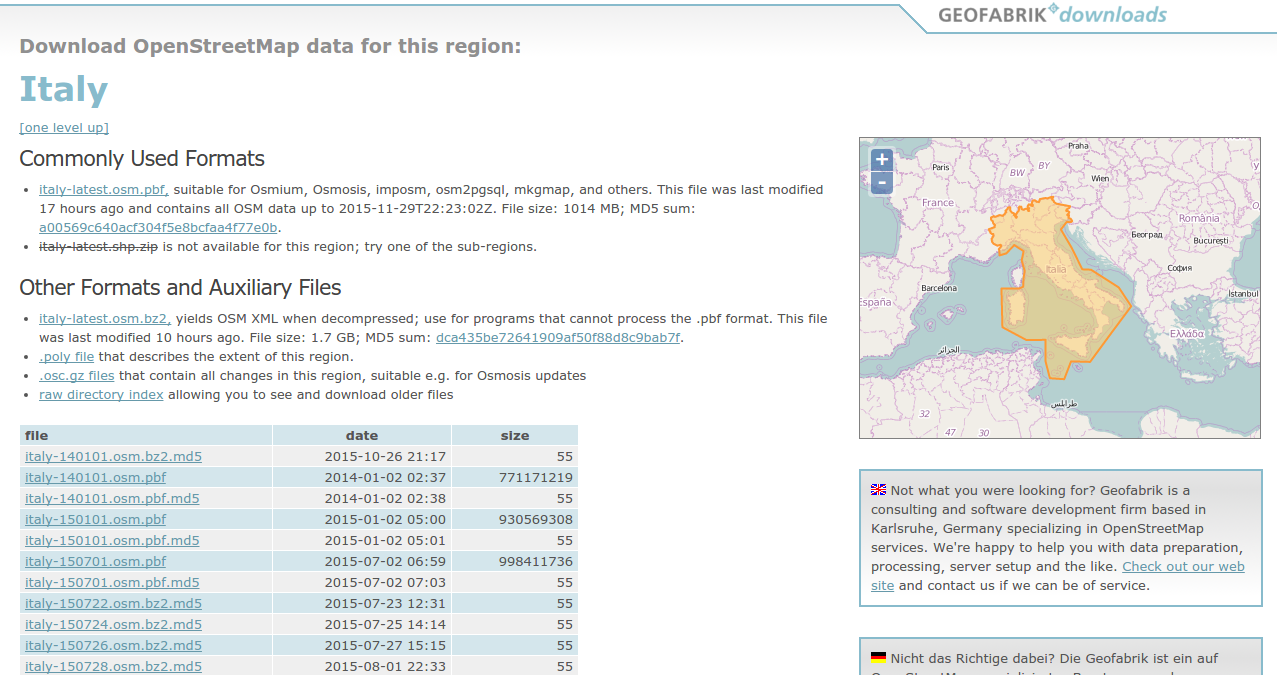 GEOFABRIK downloads
Download OpenStreetMap data for this region:
Italy
[one level up]
Commonly Used Formats
italy-latest.osm.pbf, suitable for Osmium, Osmosis, imposm, osm2pgsql, mkgmap, and others. This file was last modified
17 hours ago and contains all OSM data up to 2015-11-29T22:23:02Z. File size: 1014 MB; MD5 sum:
a00569c640acf304f5e8bcfaa4f77e0b.
italy-latest.shp.zip is not available for this region; try one of the sub-regions.
Other Formats and Auxiliary Files
italy-latest.osm.bz2, yields OSM XML when decompressed; use for programs that cannot process the .pbf format. This file
was last modified 10 hours ago. File size: 1.7 GB; MD5 sum: dca435be72641909af50f88d8c9bab7f.
.poly file that describes the extent of this region.
.osc.gz files that contain all changes in this region, suitable e.g. for Osmosis updates
raw directory index allowing you to see and download older files
file date size
italy-140101.osm.bz2.md5 2015-10-26 21:17 55
italy-140101.osm.pbf 2014-01-02 02:37 771171219
italy-140101.osm.pbf.md5 2014-01-02 02:38 55
italy-150101.osm.pbf 2015-01-02 05:00 930569308
italy-150101.osm.pbf.md5 2015-01-02 05:01 55
italy-150701.osm.pbf 2015-07-02 06:59 998411736
italy-150701.osm.pbf.md5 2015-07-02 07:03 55
italy-150722.osm.bz2.md5 2015-07-23 12:31 55
italy-150724.osm.bz2.md5 2015-07-25 14:14 55
italy-150726.osm.bz2.md5 2015-07-27 15:15 55
italy-150728.osm.bz2.md5 2015-08-01 22:33 55
+
-
Praha
Paris
BW
BY
Wien
France
România
Београд
București
Italia
София
Barcelona
İstanbul
España
Ελλάδα
الجزائر
طرابلس
32
47
30
Not what you were looking for? Geofabrik is a
consulting and software development firm based in
Karlsruhe, Germany specializing in OpenStreetMap
services. We're happy to help you with data preparation,
processing, server setup and the like. Check out our web
site and contact us if we can be of service.
Nicht das Richtige dabei? Die Geofabrik ist ein auf